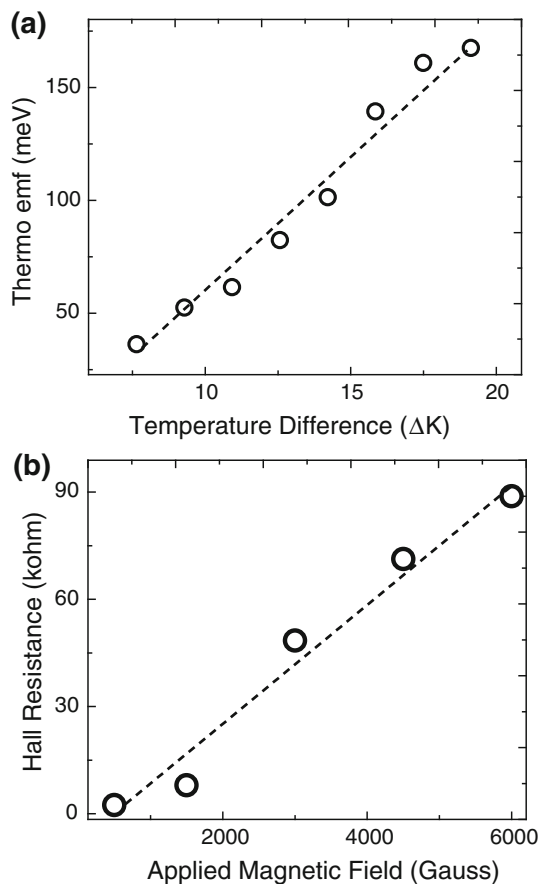 (a)
Thermo emf (meV)
150
100
50
10 15 20
Temperature Difference (ΔK)
(b)
Hall Resistance (kohm)
90
60
30
0
2000 4000 6000
Applied Magnetic Field (Gauss)